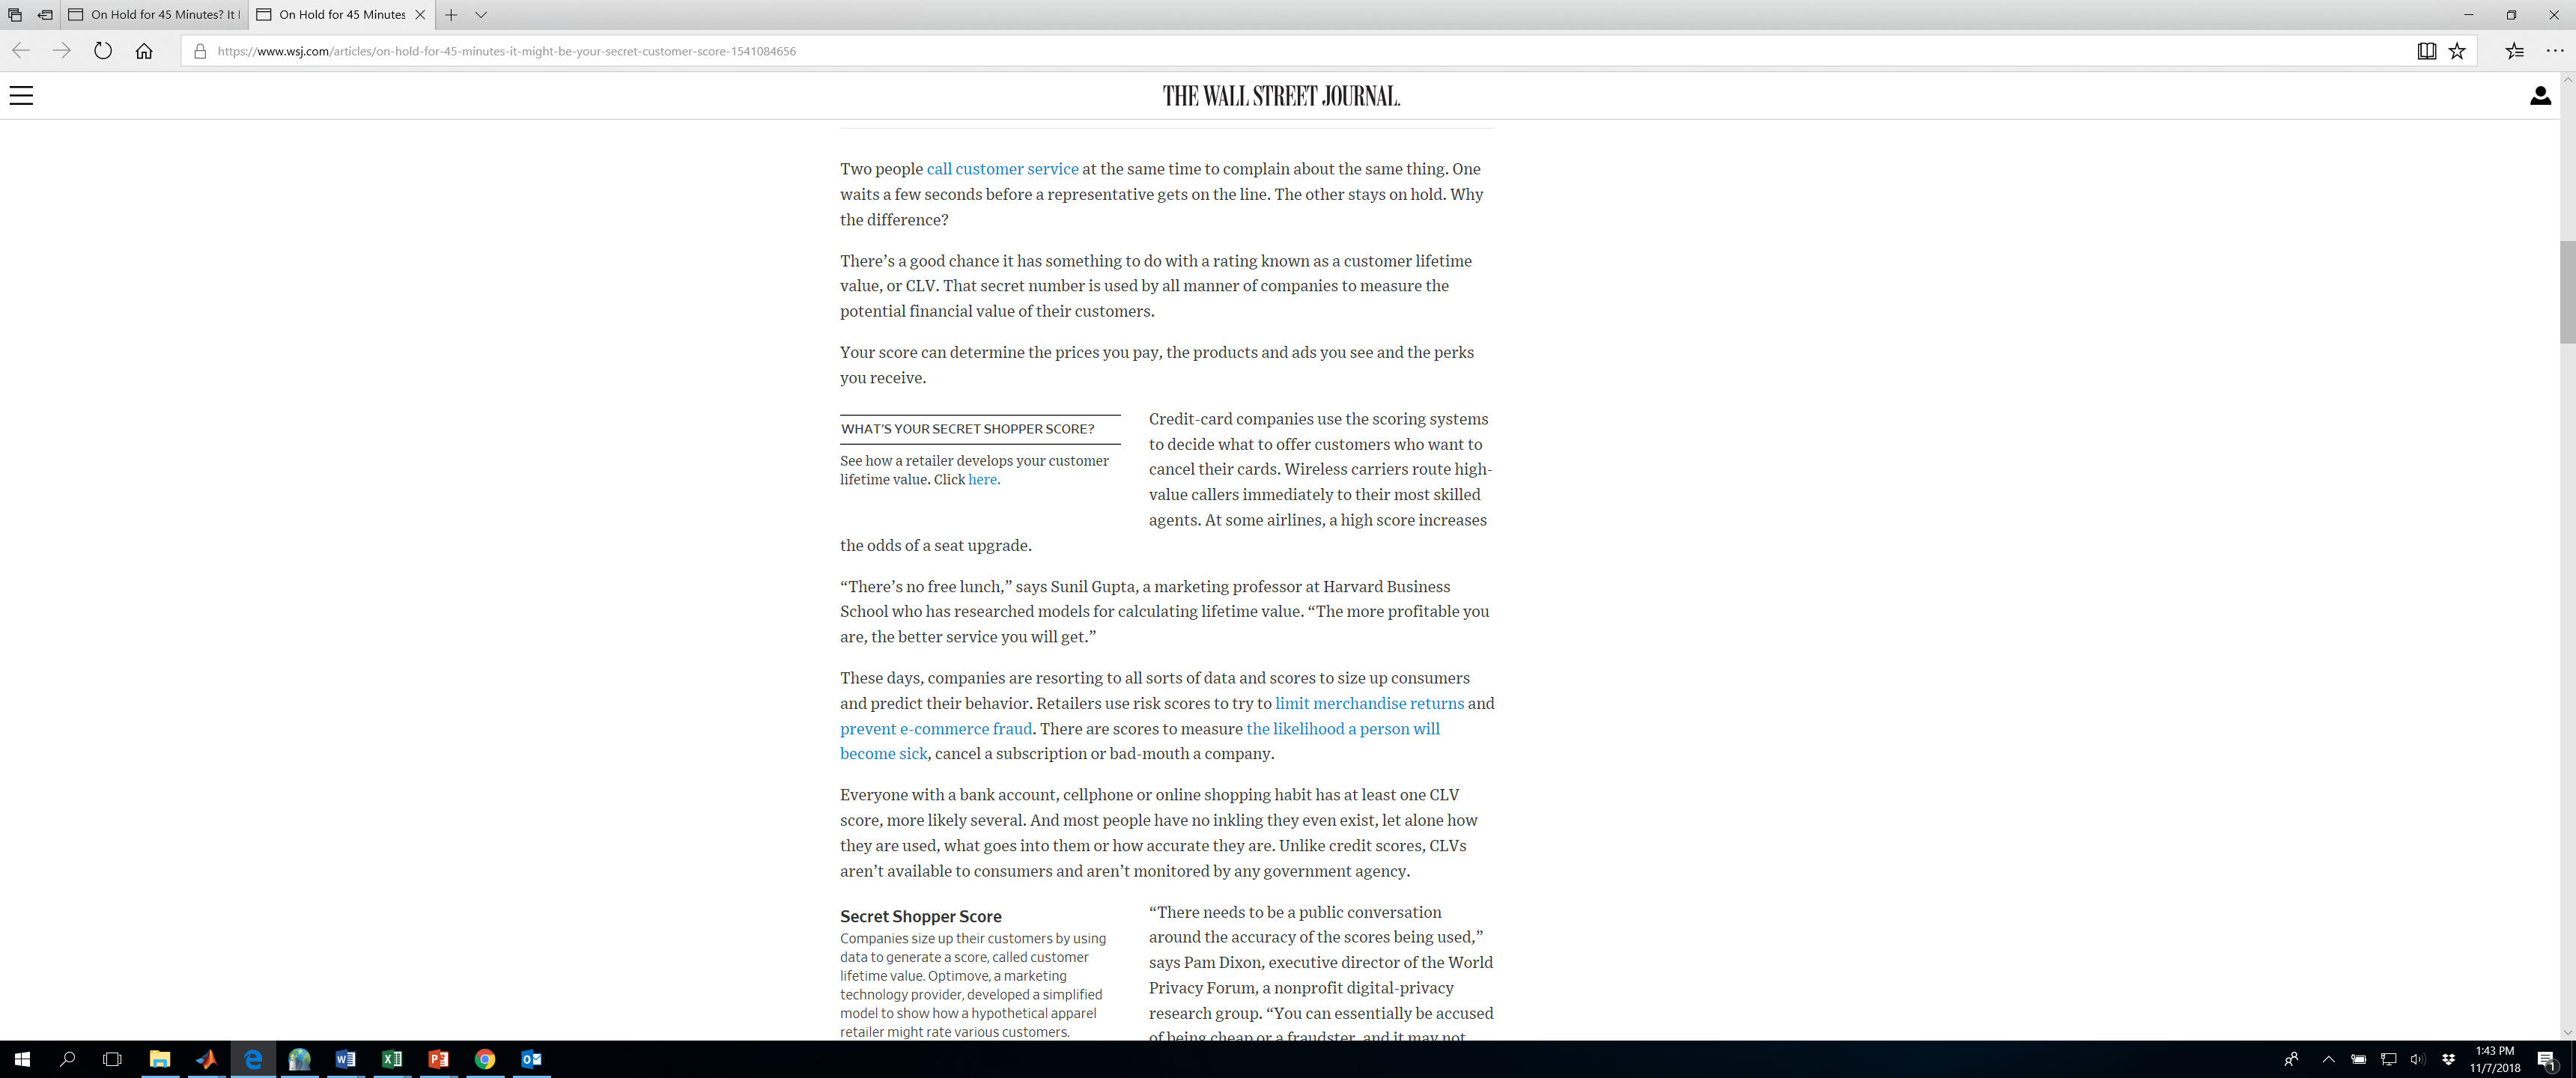 On Hold for 45 Minutes? It
On Hold for 45 Minutes
https://www.wsj.com/articles/on-hold-for-45-minutes-it-might-be-your-secret-customer-score-1541084656
THE WALL STREET JOURNAL.
Two people call customer service at the same time to complain about the same thing. One
waits a few seconds before a representative gets on the line. The other stays on hold. Why
the difference?
There’s a good chance it has something to do with a rating known as a customer lifetime
value, or CLV. That secret number is used by all manner of companies to measure the
potential financial value of their customers.
Your score can determine the prices you pay, the products and ads you see and the perks
you receive.
WHAT’S YOUR SECRET SHOPPER SCORE?
See how a retailer develops your customer
lifetime value. Click here.
Credit-card companies use the scoring systems
to decide what to offer customers who want to
cancel their cards. Wireless carriers route high-
value callers immediately to their most skilled
agents. At some airlines, a high score increases
the odds of a seat upgrade.
“There’s no free lunch,” says Sunil Gupta, a marketing professor at Harvard Business
School who has researched models for calculating lifetime value. “The more profitable you
are, the better service you will get.”
These days, companies are resorting to all sorts of data and scores to size up consumers
and predict their behavior. Retailers use risk scores to try to limit merchandise returns and
prevent e-commerce fraud. There are scores to measure the likelihood a person will
become sick, cancel a subscription or bad-mouth a company.
Everyone with a bank account, cellphone or online shopping habit has at least one CLV
score, more likely several. And most people have no inkling they even exist, let alone how
they are used, what goes into them or how accurate they are. Unlike credit scores, CLVs
aren’t available to consumers and aren’t monitored by any government agency.
Secret Shopper Score
Companies size up their customers by using
data to generate a score, called customer
lifetime value. Optimove, a marketing
technology provider, developed a simplified
model to show how a hypothetical apparel
retailer might rate various customers.
“There needs to be a public conversation
around the accuracy of the scores being used,”
says Pam Dixon, executive director of the World
Privacy Forum, a nonprofit digital-privacy
research group. “You can essentially be accused
of being cheap or a fraudster, and it may not
1:43 PM
11/7/2018
1